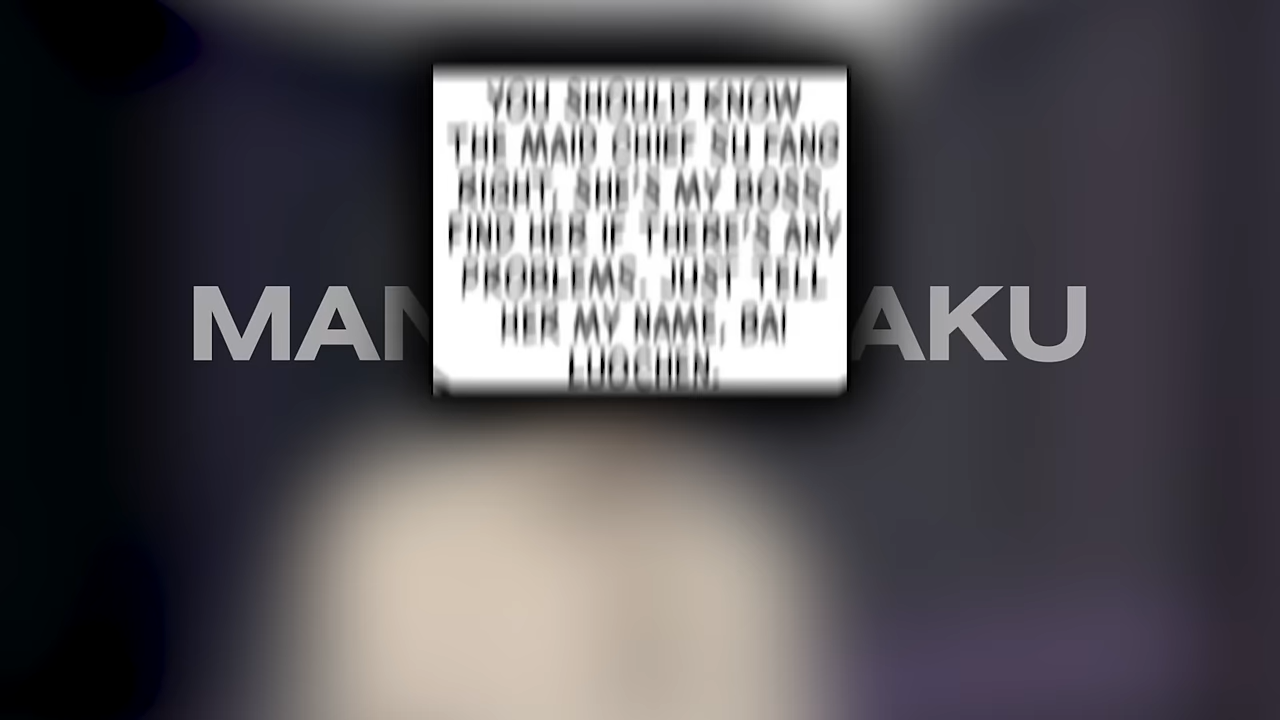 YOU SHOULD KNOW
THE MAID CHIEF SU FANG
RIGHT, SHE'S MY BOSS,
FIND HER IF THERE'S ANY
PROBLEMS, JUST TELL
HER MY NAME, BAI
LUOCHEN.
MAN AKU